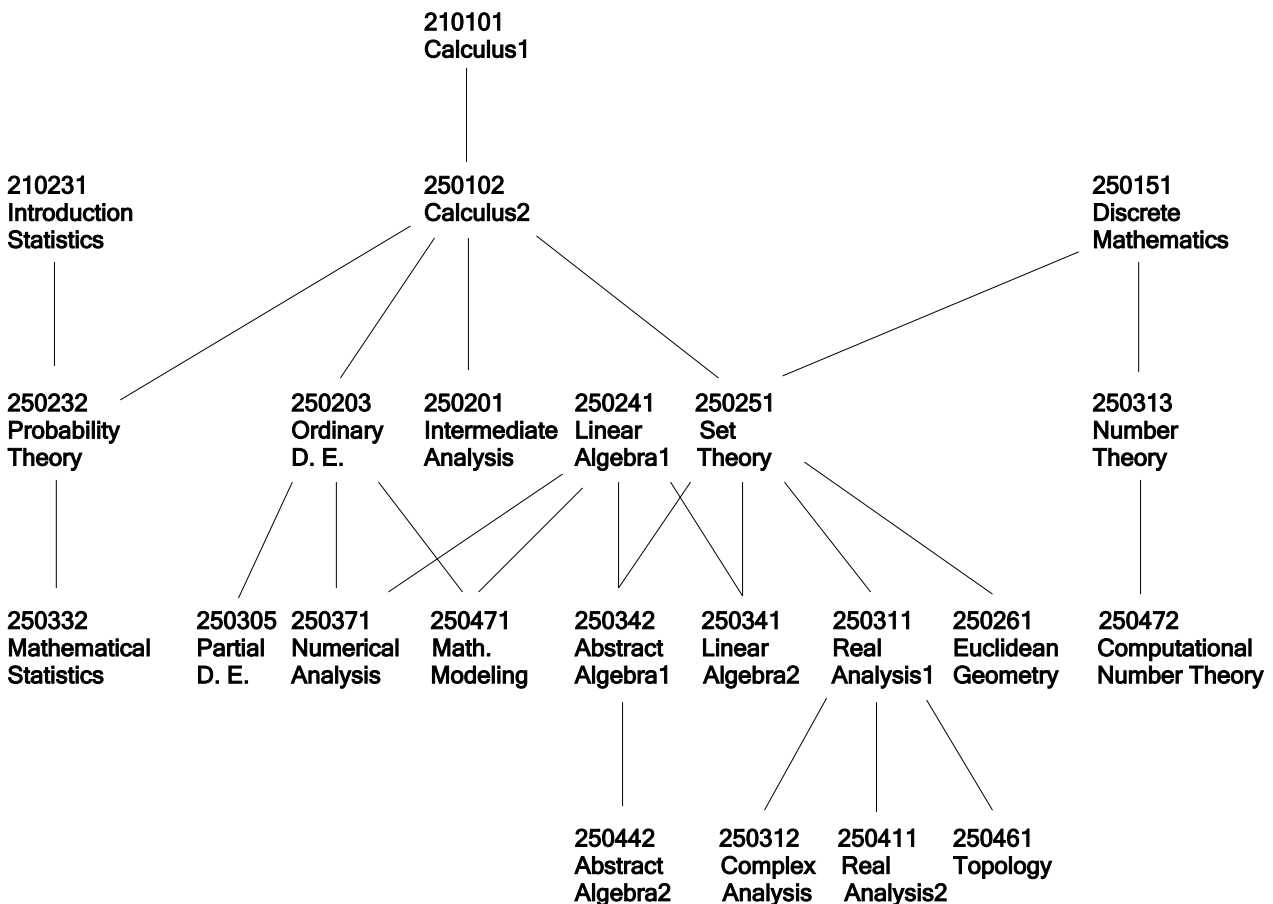 210101
Calculus1
210231
Introduction
Statistics
250102
Calculus2
250151
Discrete
Mathematics
250232
Probability
Theory
250203
Ordinary
D. E.
250201
Intermediate
Analysis
250241
Linear
Algebra1
250251
Set
Theory
250313
Number
Theory
250332
Mathematical
Statistics
250305
Partial
D. E.
250371
Numerical
Analysis
250471
Math.
Modeling
250342
Abstract
Algebra1
250341
Linear
Algebra2
250311
Real
Analysis1
250261
Euclidean
Geometry
250472
Computational
Number Theory
250442
Abstract
Algebra2
250312
Complex
Analysis
250411
Real
Analysis2
250461
Topology